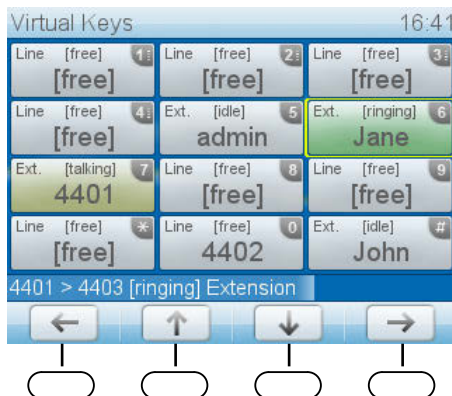 Virtual Keys 16:41
Line [free] 1 Line [free] 2 Line [free] 3
[free] [free] [free]
Line [free] 4 Ext. [idle] 5 Ext. [ringing] 6
[free] admin Jane
Ext. [talking] 7 Line [free] 8 Line [free] 9
4401 [free] [free]
Line [free] * Line [free] 0 Ext. [idle] #
[free] 4402 John
4401 > 4403 [ringing] Extension
← ↑ ↓ →